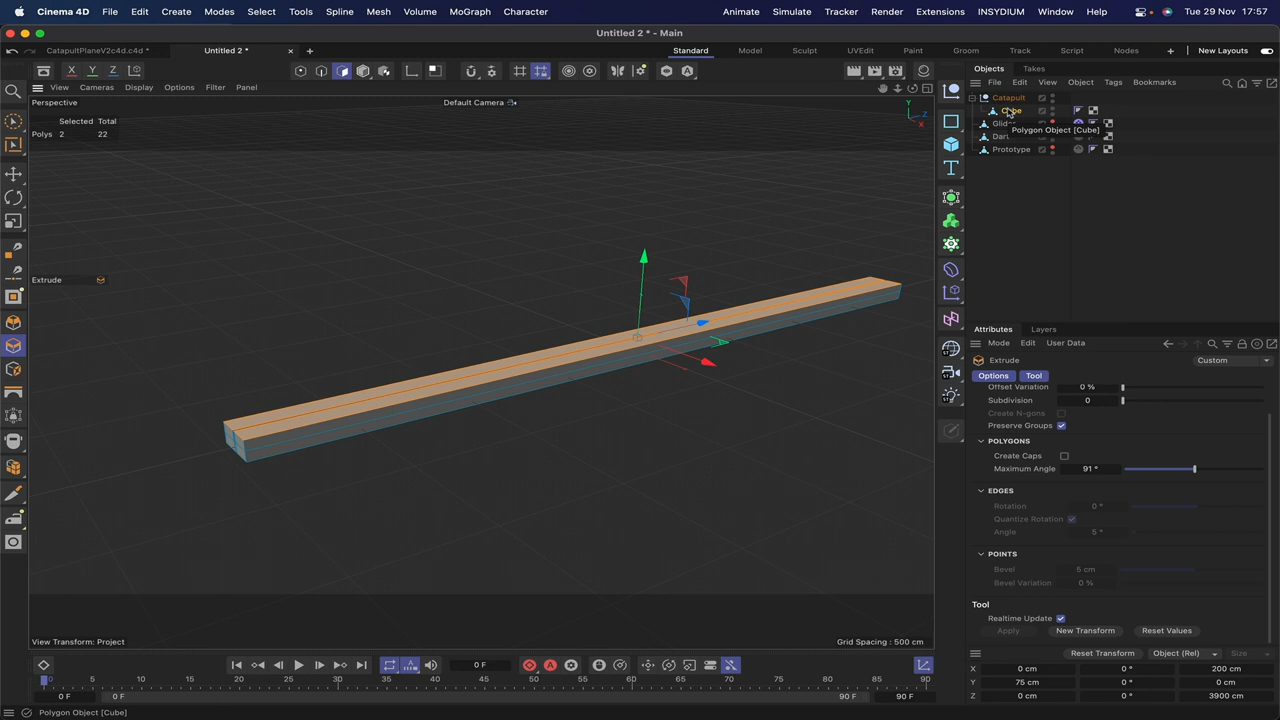 Cinema 4D File Edit Create Modes Select Tools Spline Mesh Volume MoGraph Character Animate Simulate Tracker Render Extensions INSYDIUM Window Help Tue 29 Nov 17:57
Untitled 2 * - Main
CatapultPlaneV2c4d.c4d * Untitled 2 * Standard Model Sculpt UVEdit Paint Groom Track Script Nodes New Layouts
X Y Z
Objects Takes
View Cameras Display Options Filter Panel
File Edit View Object Tags Bookmarks
Perspective Default Camera
Y
Z
X
Selected Total
Polys 2 22
Catapult
Cube
Glider
Polygon Object [Cube]
Dart
Prototype
Extrude
Attributes Layers
Mode Edit User Data
Extrude Custom
Options Tool
Offset Variation 0 %
Subdivision 0
Create N-gons
Preserve Groups
POLYGONS
Create Caps
Maximum Angle 91 °
EDGES
Rotation 0 °
Quantize Rotation
Angle 5 °
POINTS
Bevel 5 cm
Bevel Variation 0 %
Tool
Realtime Update
Apply New Transform Reset Values
View Transform: Project Grid Spacing : 500 cm
Reset Transform Object (Rel) Size
0 F
X 0 cm 0 ° 200 cm
Y 75 cm 0 ° 0 cm
Z 0 cm 0 ° 3900 cm
0 5 10 15 20 25 30 35 40 45 50 55 60 65 70 75 80 85 90
0 F 0 F 90 F 90 F
Polygon Object [Cube]